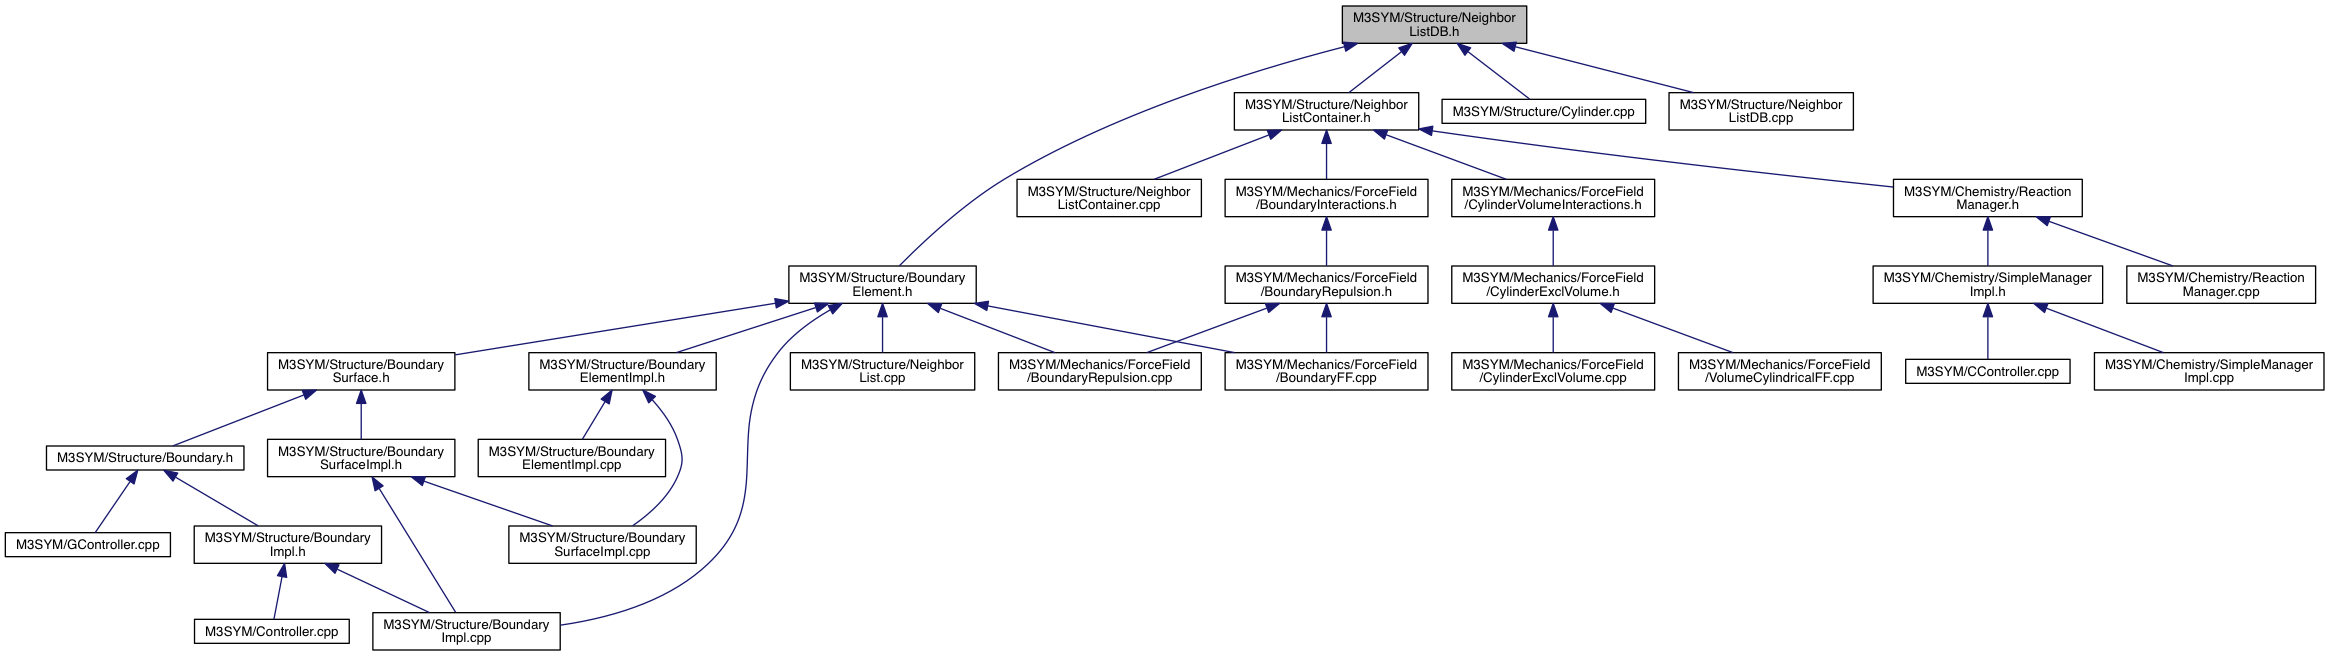 M3SYM/Structure/Neighbor
ListDB.h
M3SYM/Structure/Neighbor
ListContainer.h
M3SYM/Structure/Cylinder.cpp
M3SYM/Structure/Neighbor
ListDB.cpp
M3SYM/Structure/Neighbor
ListContainer.cpp
M3SYM/Mechanics/ForceField
/BoundaryInteractions.h
M3SYM/Mechanics/ForceField
/CylinderVolumeInteractions.h
M3SYM/Chemistry/Reaction
Manager.h
M3SYM/Structure/Boundary
Element.h
M3SYM/Mechanics/ForceField
/BoundaryRepulsion.h
M3SYM/Mechanics/ForceField
/CylinderExclVolume.h
M3SYM/Chemistry/SimpleManager
Impl.h
M3SYM/Chemistry/Reaction
Manager.cpp
M3SYM/Structure/Boundary
Surface.h
M3SYM/Structure/Boundary
ElementImpl.h
M3SYM/Structure/Neighbor
List.cpp
M3SYM/Mechanics/ForceField
/BoundaryRepulsion.cpp
M3SYM/Mechanics/ForceField
/BoundaryFF.cpp
M3SYM/Mechanics/ForceField
/CylinderExclVolume.cpp
M3SYM/Mechanics/ForceField
/VolumeCylindricalFF.cpp
M3SYM/CController.cpp
M3SYM/Chemistry/SimpleManager
Impl.cpp
M3SYM/Structure/Boundary.h
M3SYM/Structure/Boundary
SurfaceImpl.h
M3SYM/Structure/Boundary
ElementImpl.cpp
M3SYM/GController.cpp
M3SYM/Structure/Boundary
Impl.h
M3SYM/Structure/Boundary
SurfaceImpl.cpp
M3SYM/Controller.cpp
M3SYM/Structure/Boundary
Impl.cpp